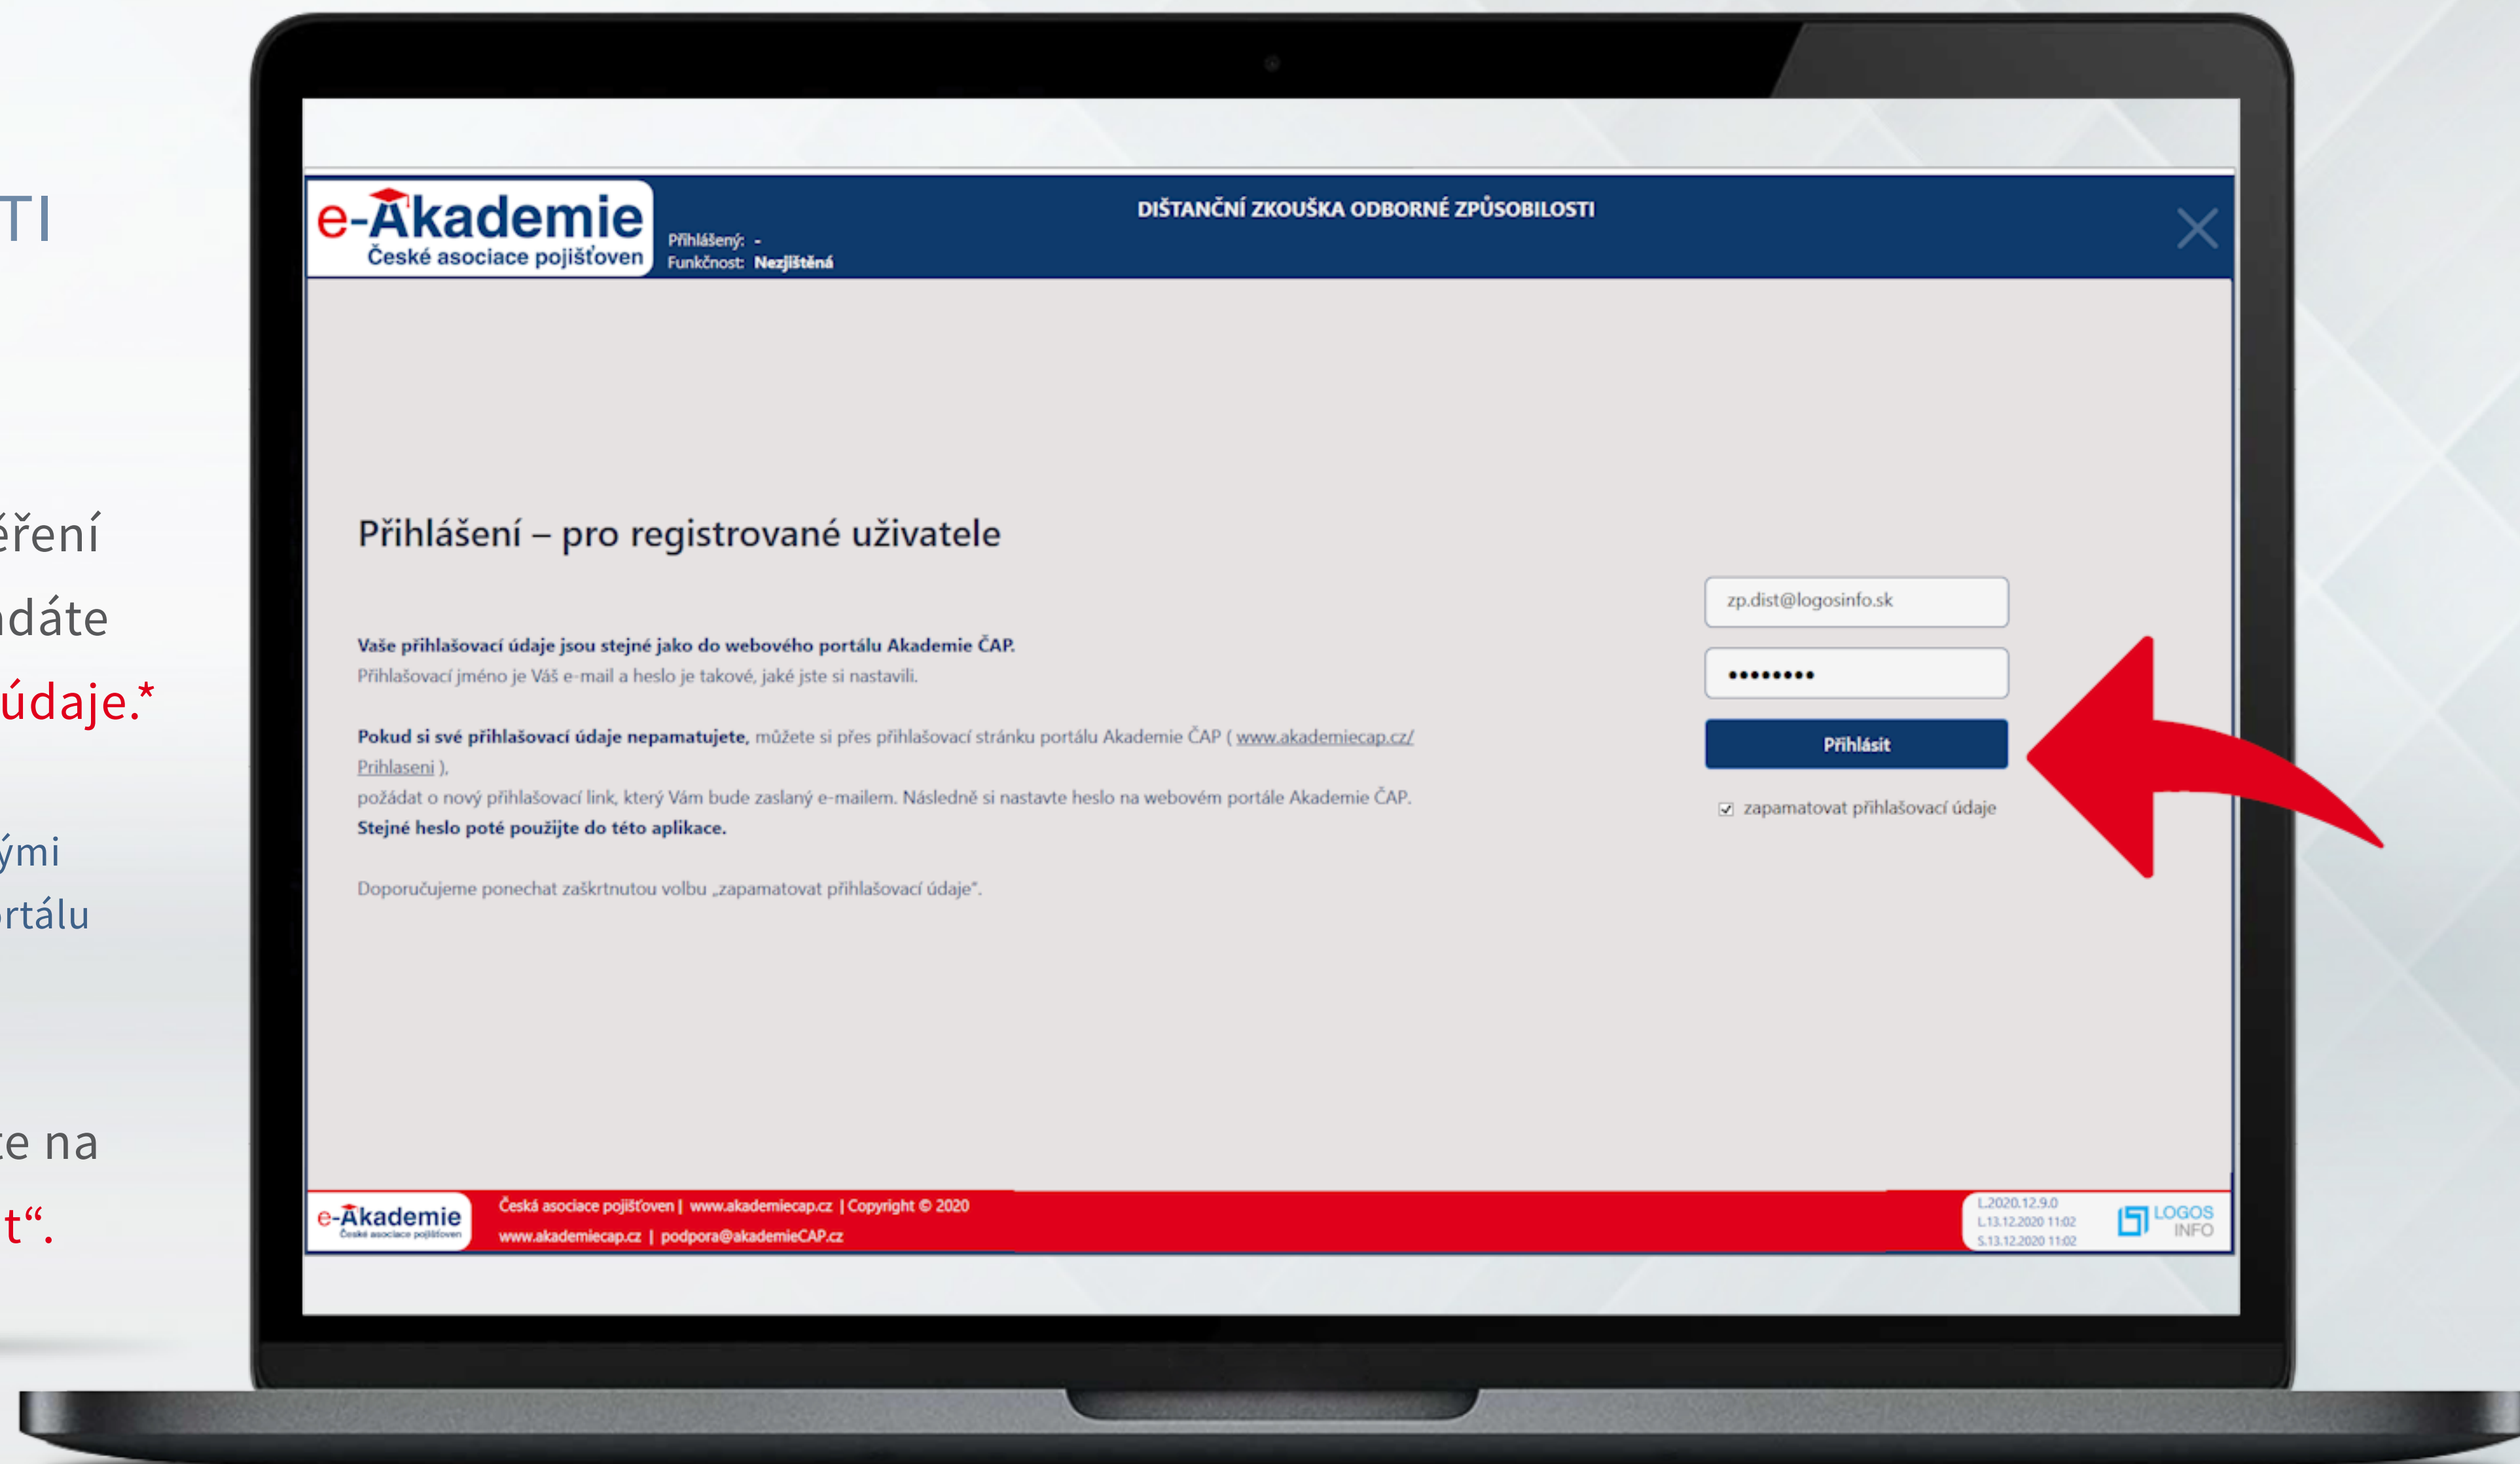 TI
ěření
dáte
údaje.*
ými
rtálu
te na
t“.
e-Akademie
České asociace pojišťoven
Přihlášený: -
Funkčnost: Nezjištěná
DIŠTANČNÍ ZKOUŠKA ODBORNÉ ZPŮSOBILOSTI
Přihlášení – pro registrované uživatele
Vaše přihlašovací údaje jsou stejné jako do webového portálu Akademie ČAP.
Přihlašovací jméno je Váš e-mail a heslo je takové, jaké jste si nastavili.
Pokud si své přihlašovací údaje nepamatujete, můžete si přes přihlašovací stránku portálu Akademie ČAP ( www.akademiecap.cz/
Prihlaseni ),
požádat o nový přihlašovací link, který Vám bude zaslaný e-mailem. Následně si nastavte heslo na webovém portále Akademie ČAP.
Stejné heslo poté použijte do této aplikace.
Doporučujeme ponechat zaškrtnutou volbu „zapamatovat přihlašovací údaje“.
zp.dist@logosinfo.sk
••••••••
Přihlásit
zapamatovat přihlašovací údaje
e-Akademie
České asociace pojišťoven
Česká asociace pojišťoven | www.akademiecap.cz | Copyright © 2020
www.akademiecap.cz | podpora@akademieCAP.cz
L.2020.12.9.0
L.13.12.2020 11:02
S.13.12.2020 11:02
LOGOS
INFO